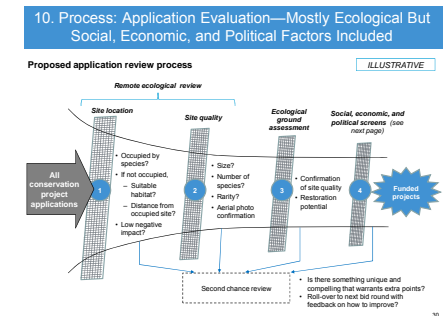 10. Process: Application Evaluation—Mostly Ecological But
Social, Economic, and Political Factors Included
Proposed application review process
ILLUSTRATIVE
Remote ecological review
Site location
Site quality
Ecological
ground
assessment
Social, economic, and
political screens (see
next page)
All
conservation
project
applications
1
• Occupied by
species?
• If not occupied,
– Suitable
habitat?
– Distance from
occupied site?
• Low negative
impact?
2
• Size?
• Number of
species?
• Rarity?
• Aerial photo
confirmation
3
• Confirmation
of site quality
• Restoration
potential
4
Funded
projects
Second chance review
• Is there something unique and
compelling that warrants extra points?
• Roll-over to next bid round with
feedback on how to improve?